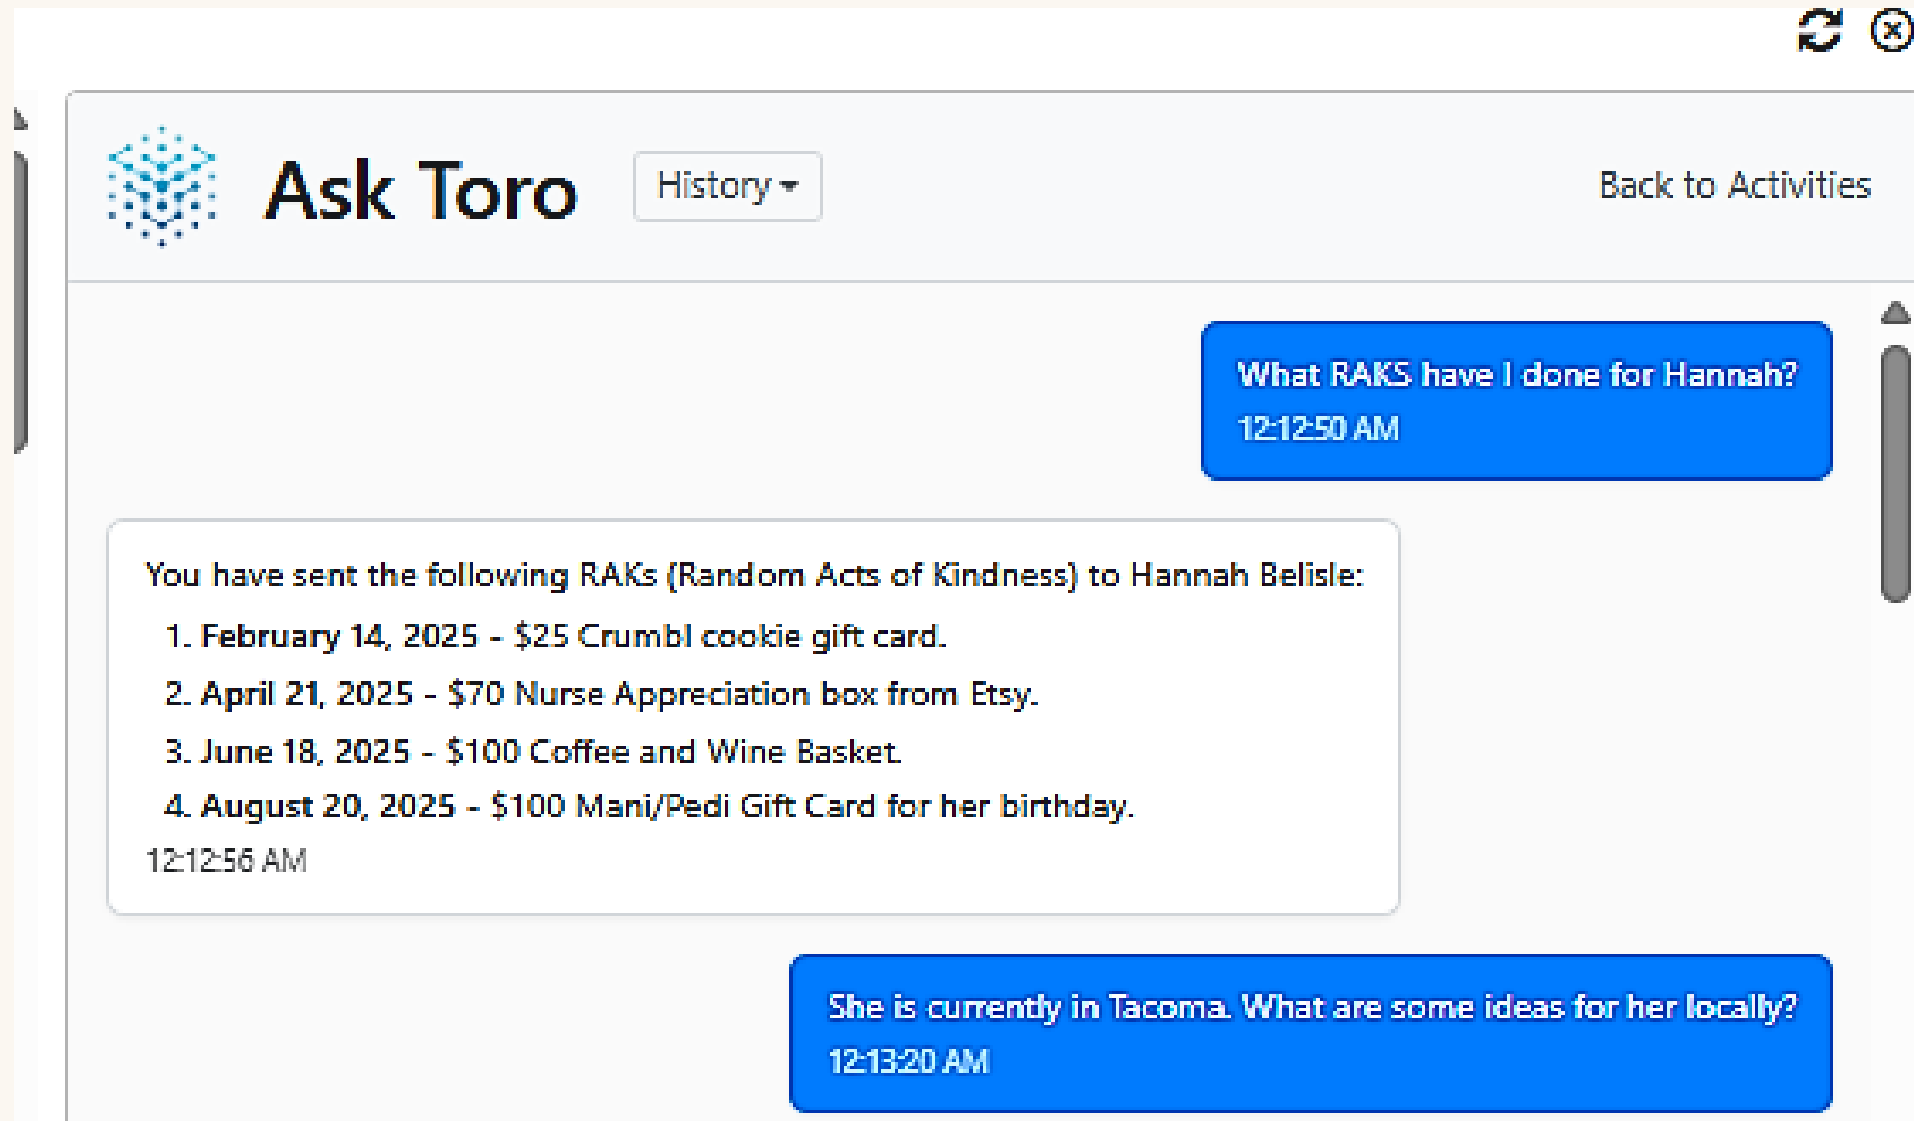 Ask Toro
History
Back to Activities
What RAKS have I done for Hannah?
12:12:50 AM
You have sent the following RAKs (Random Acts of Kindness) to Hannah Belisle:
1. February 14, 2025 - $25 Crumbl cookie gift card.
2. April 21, 2025 - $70 Nurse Appreciation box from Etsy.
3. June 18, 2025 - $100 Coffee and Wine Basket.
4. August 20, 2025 - $100 Mani/Pedi Gift Card for her birthday.
12:12:56 AM
She is currently in Tacoma. What are some ideas for her locally?
12:13:20 AM